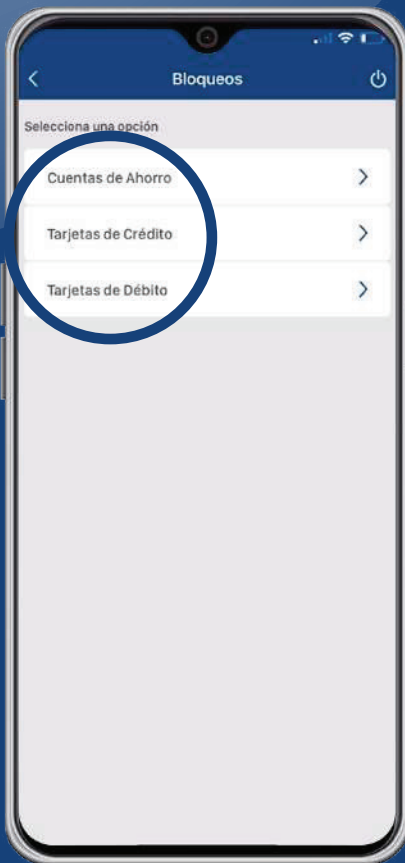 Bloqueos
Selecciona una opción
Cuentas de Ahorro
Tarjetas de Crédito
Tarjetas de Débito